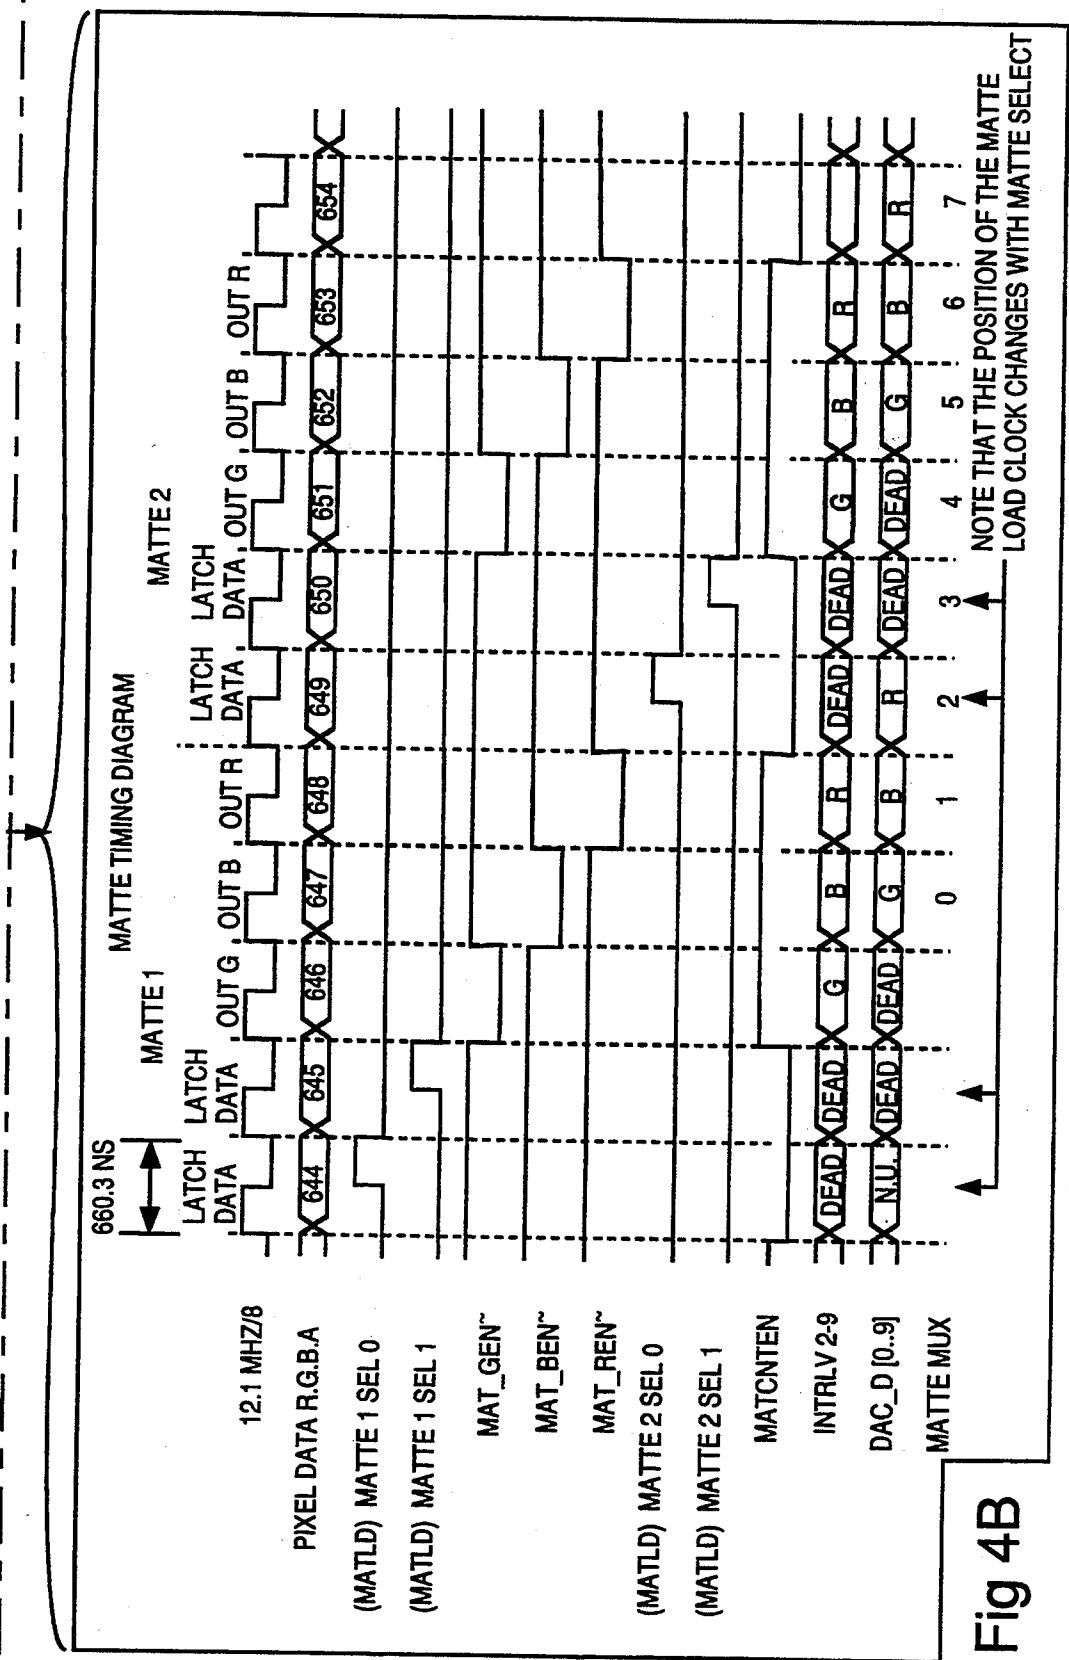 MATTE TIMING DIAGRAM
MATTE 1
MATTE 2
660.3 NS
LATCH DATA
LATCH DATA
OUT G
OUT B
OUT R
LATCH DATA
LATCH DATA
OUT G
OUT B
OUT R
12.1 MHZ/8
PIXEL DATA R.G.B.A
644 645 646 647 648 649 650 651 652 653 654
(MATLD) MATTE 1 SEL 0
(MATLD) MATTE 1 SEL 1
MAT_GEN~
MAT_BEN~
MAT_REN~
(MATLD) MATTE 2 SEL 0
(MATLD) MATTE 2 SEL 1
MATCNTEN
INTRLV 2-9
DEAD DEAD G B R DEAD DEAD G B R
DAC_D [0..9]
N.U. DEAD DEAD G B R DEAD DEAD G B R
MATTE MUX
0 1 2 3 4 5 6 7
NOTE THAT THE POSITION OF THE MATTE
LOAD CLOCK CHANGES WITH MATTE SELECT
Fig 4B